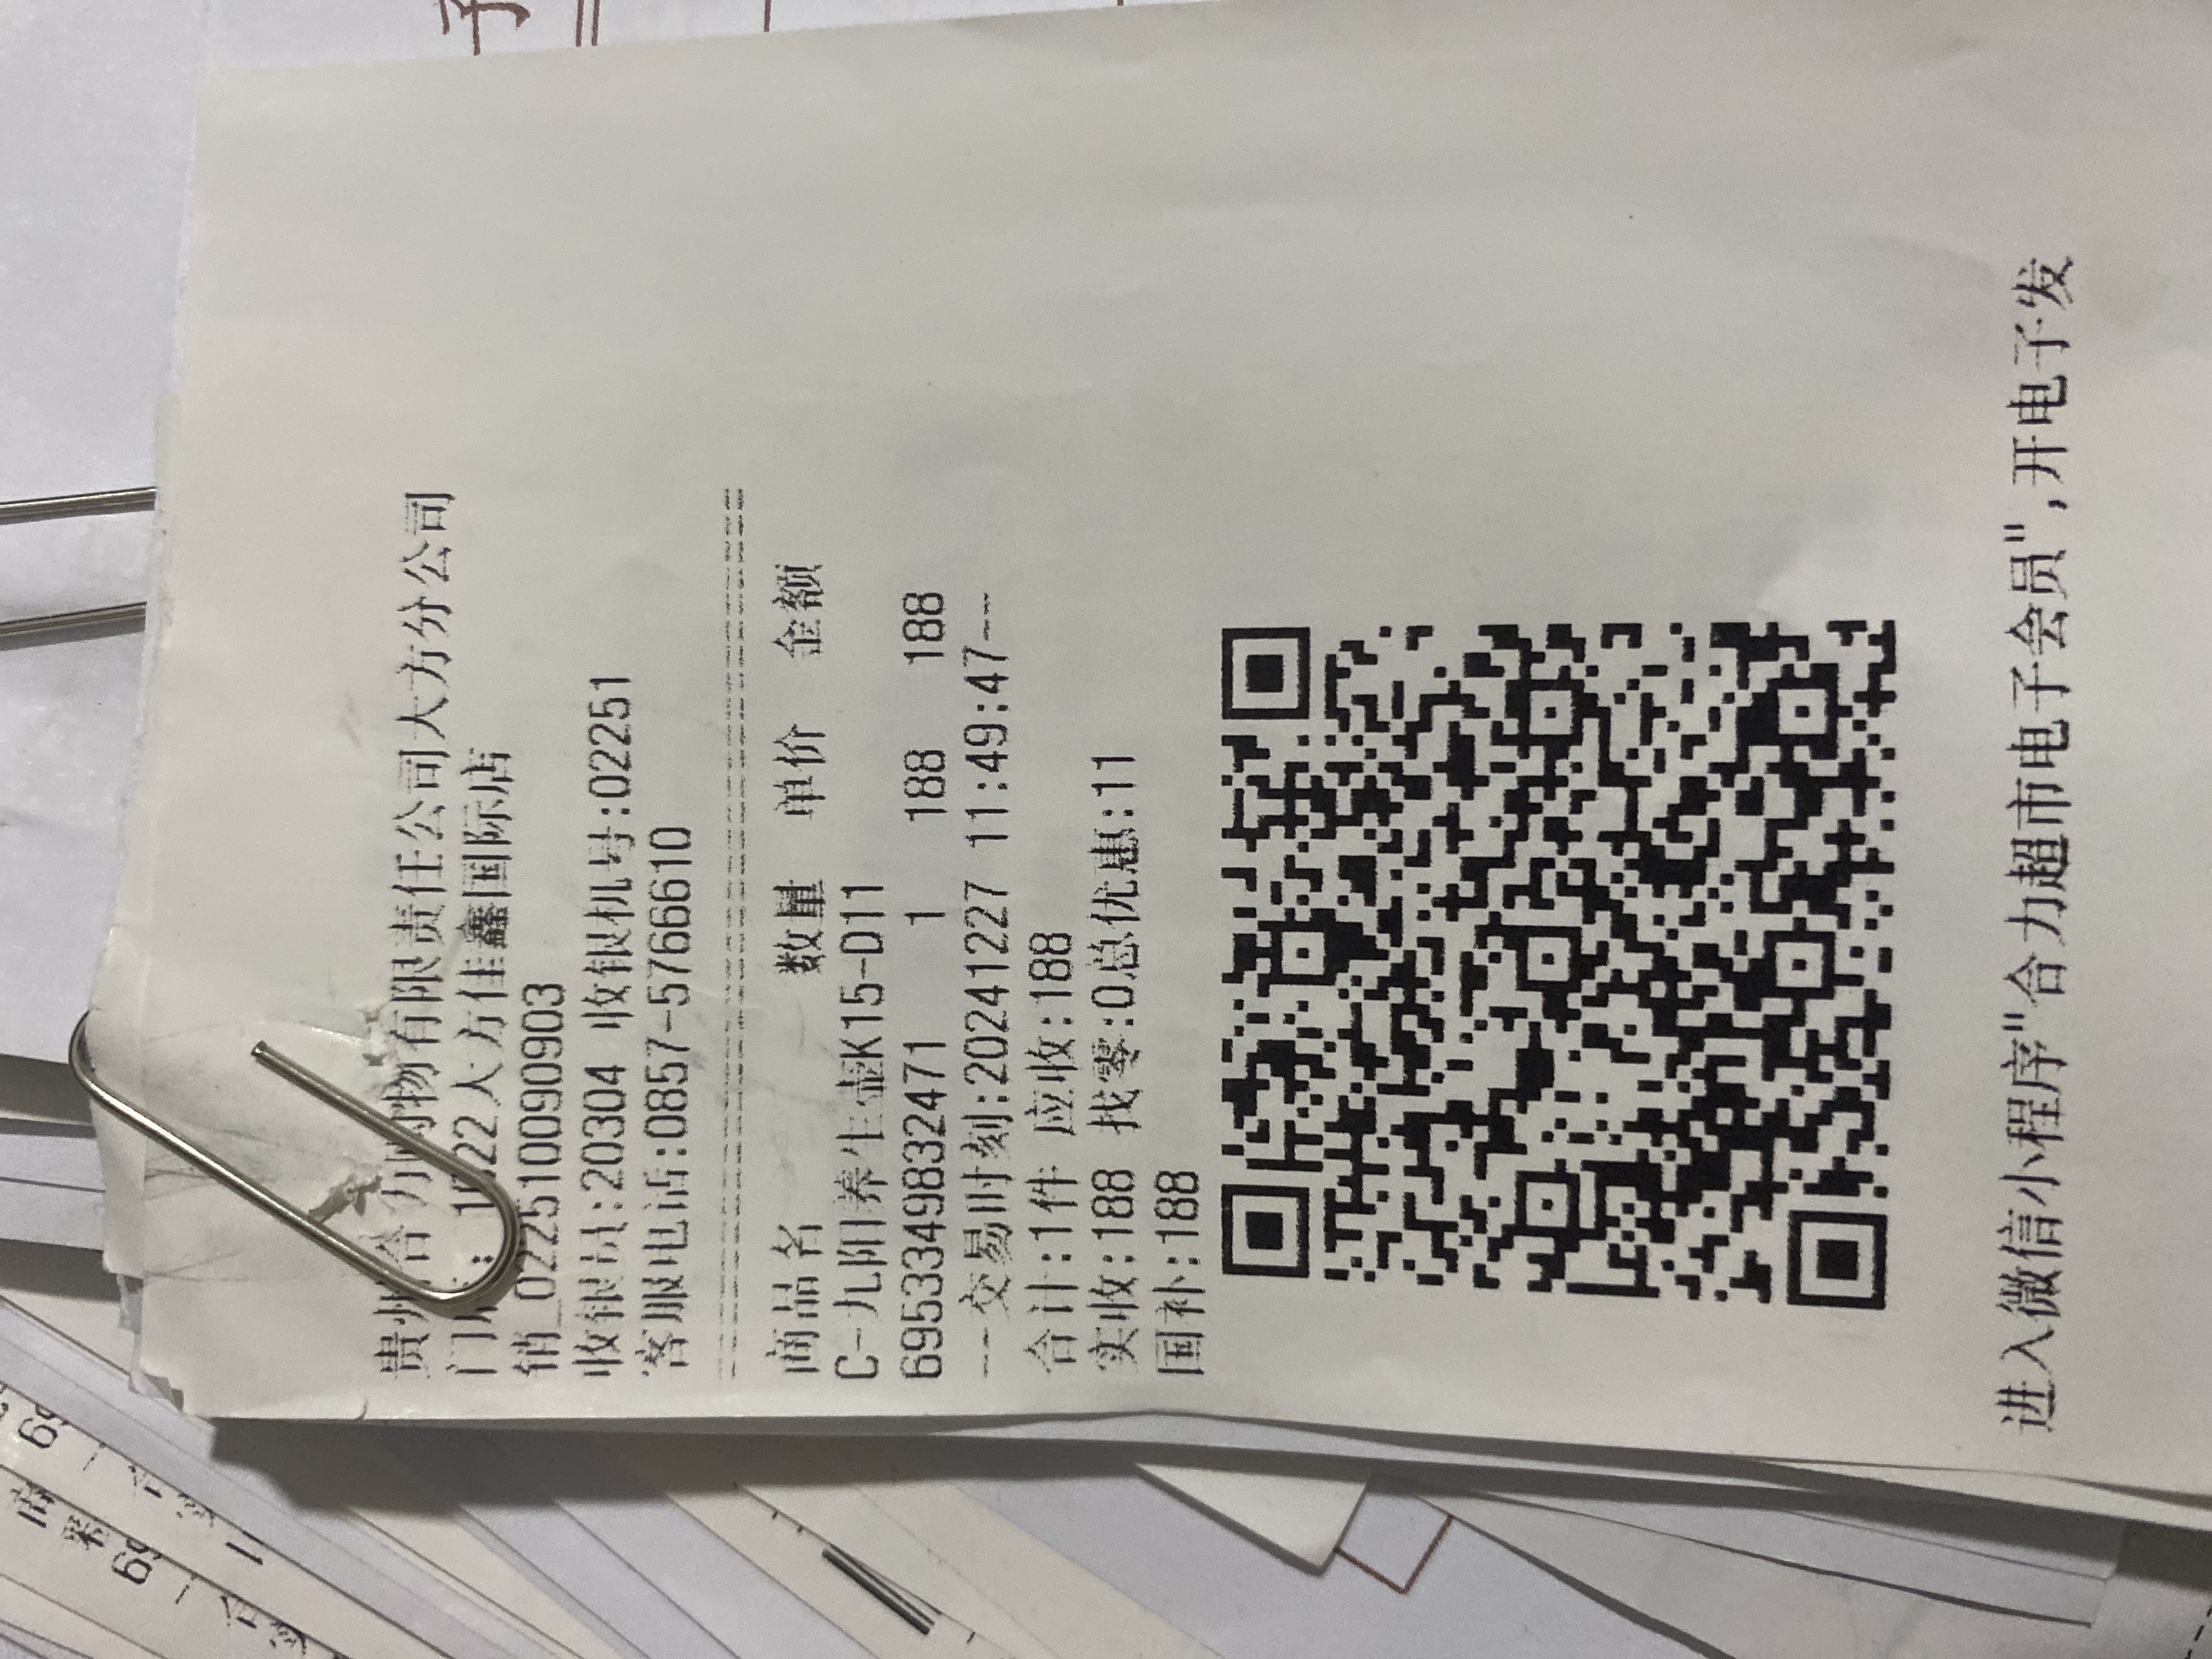 贵州合力购物有限责任公司大方分公司
门店: 1022大方佳鑫国际店
销_022510090903
收银员:20304 收银机号:02251
客服电话:0857-5766610
商品名 数量 单价 金额
C-九阳养生壶K15-D11
6953349832471 1 188 188
---交易时刻:20241227 11:49:47---
合计:1件 应收:188
实收:188 找零:0总优惠:11
国补:188
进入微信小程序"合力超市电子会员",开电子发